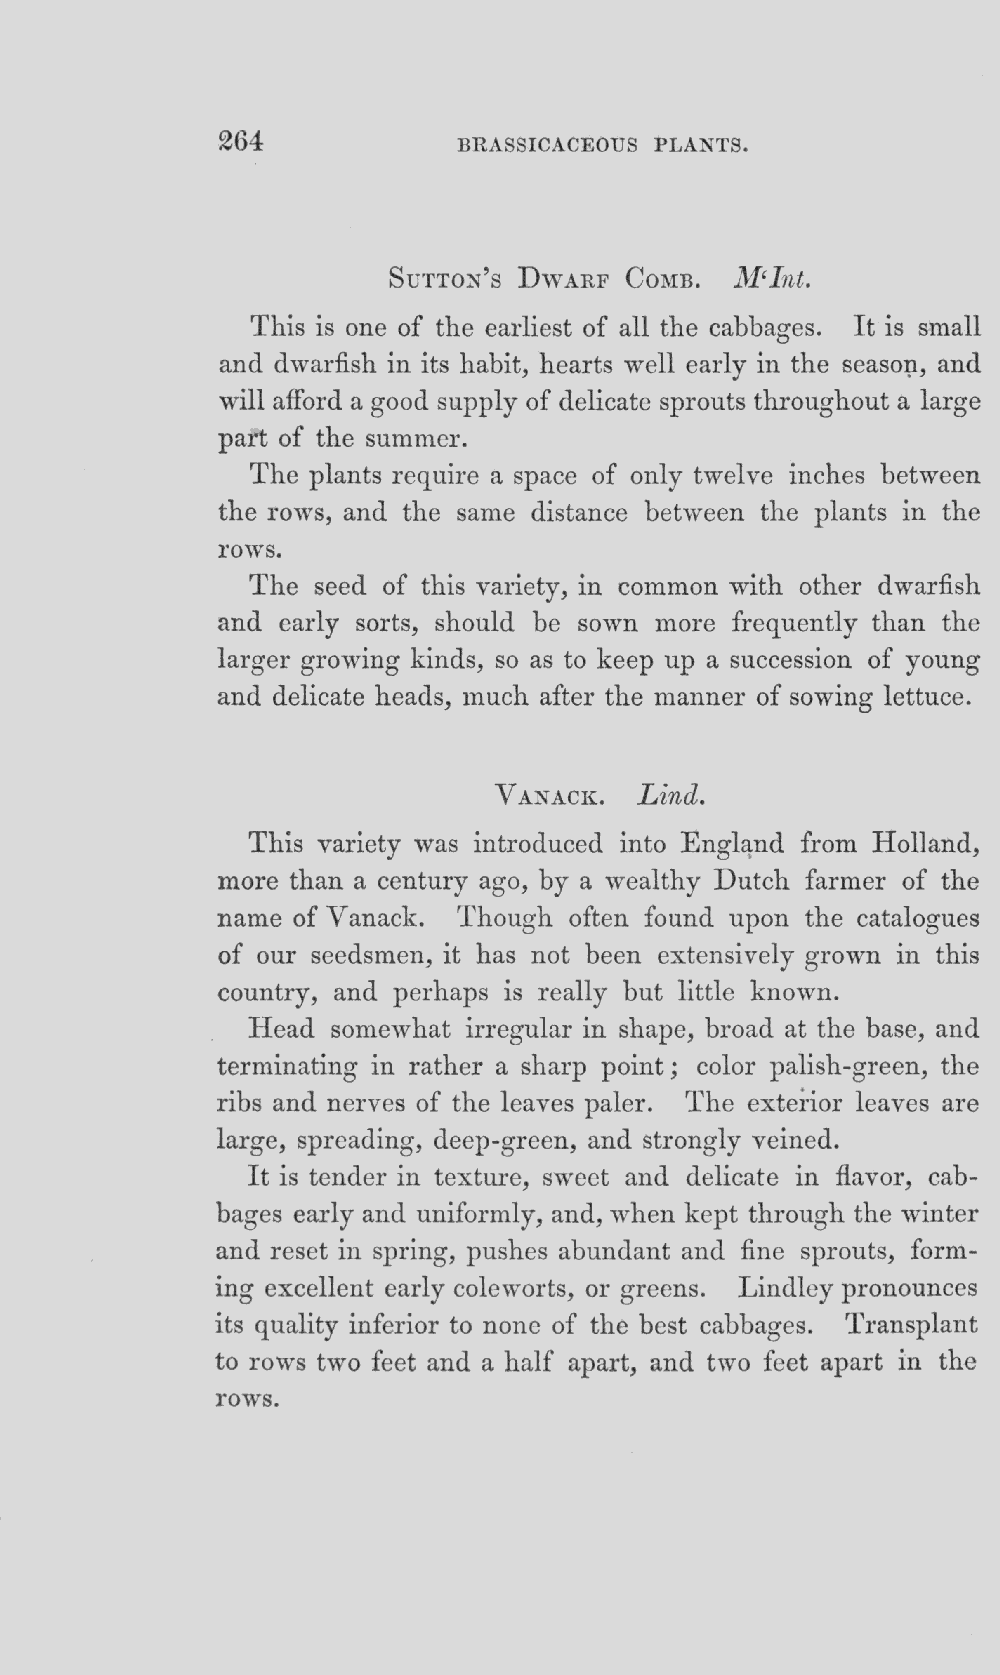 264 BRASSICACEOUS PLANTS.
SUTTON'S DWARF COMB. M‘Int.
This is one of the earliest of all the cabbages. It is small
and dwarfish in its habit, hearts well early in the season, and
will afford a good supply of delicate sprouts throughout a large
part of the summer.
The plants require a space of only twelve inches between
the rows, and the same distance between the plants in the
rows.
The seed of this variety, in common with other dwarfish
and early sorts, should be sown more frequently than the
larger growing kinds, so as to keep up a succession of young
and delicate heads, much after the manner of sowing lettuce.
VANACK. Lind.
This variety was introduced into England from Holland,
more than a century ago, by a wealthy Dutch farmer of the
name of Vanack. Though often found upon the catalogues
of our seedsmen, it has not been extensively grown in this
country, and perhaps is really but little known.
Head somewhat irregular in shape, broad at the base, and
terminating in rather a sharp point; color palish-green, the
ribs and nerves of the leaves paler. The exterior leaves are
large, spreading, deep-green, and strongly veined.
It is tender in texture, sweet and delicate in flavor, cab-
bages early and uniformly, and, when kept through the winter
and reset in spring, pushes abundant and fine sprouts, form-
ing excellent early coleworts, or greens. Lindley pronounces
its quality inferior to none of the best cabbages. Transplant
to rows two feet and a half apart, and two feet apart in the
rows.